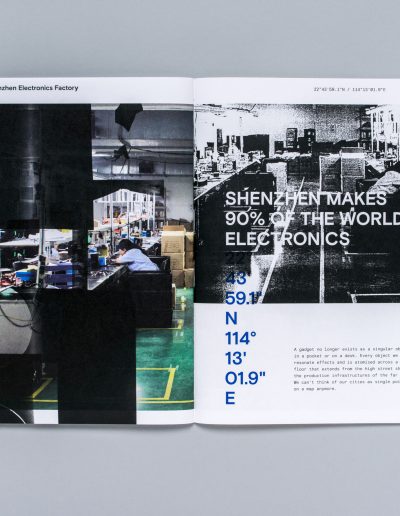 nzhen Electronics Factory
22°43'59.1"N / 114°13'01.9"E
SHENZHEN MAKES
90% OF THE WORLD
ELECTRONICS
22°
43'
59.1"
N
114°
13'
01.9"
E
A gadget no longer exists as a singular ob
in a pocket or on a desk. Every object we
resonate effects and is atomised across a
floor that extends from the high street sh
the production infrastructures of the far
We can't think of our cities as single poi
on a map anymore.